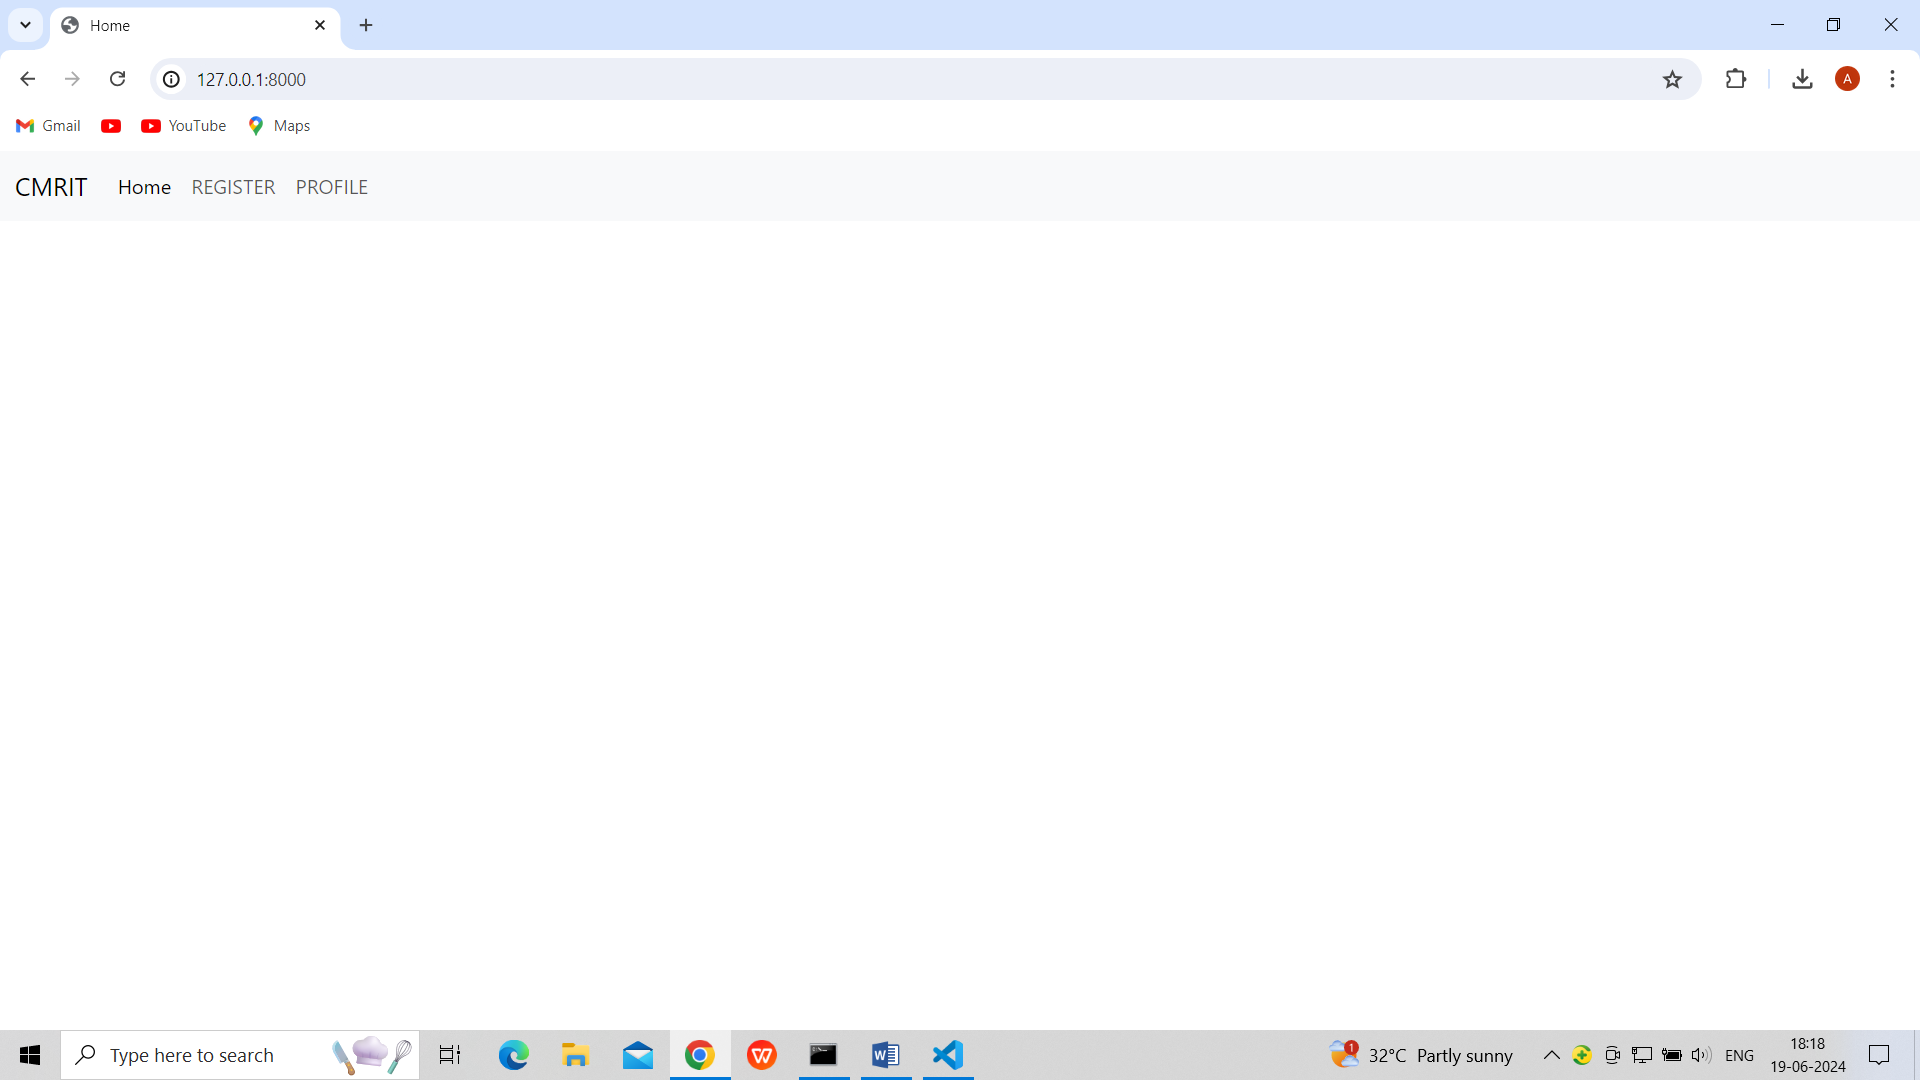 Home
127.0.0.1:8000
A
Gmail YouTube Maps
CMRIT Home REGISTER PROFILE
Type here to search
W
W
1
32°C Partly sunny
ENG
18:18
19-06-2024